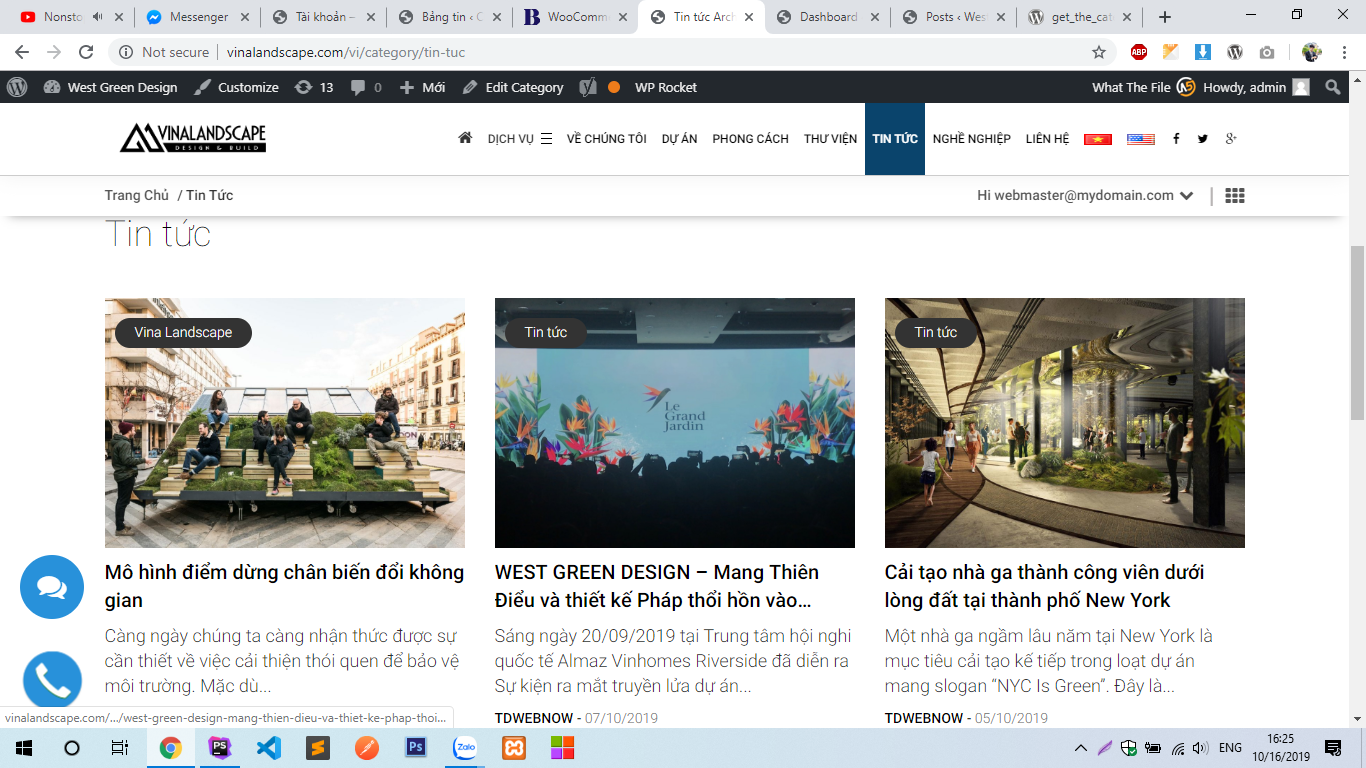 Nonsto
Messenger
Tài khoản –
Bảng tin ‹ C
WooComm
Tin tức Arch
Dashboard
Posts ‹ Wes
get_the_cat
Not secure
vinalandscape.com/vi/category/tin-tuc
ABP
West Green Design
Customize
13
0
Mới
Edit Category
WP Rocket
What The File
Howdy, admin
VINALANDSCAPE
DESIGN & BUILD
DỊCH VỤ
VỀ CHÚNG TÔI
DỰ ÁN
PHONG CÁCH
THƯ VIỆN
TIN TỨC
NGHỀ NGHIỆP
LIÊN HỆ
Trang Chủ / Tin Tức
Hi webmaster@mydomain.com
Tin tức
Vina Landscape
Mô hình điểm dừng chân biến đổi không
gian
Càng ngày chúng ta càng nhận thức được sự
cần thiết về việc cải thiện thói quen để bảo vệ
môi trường. Mặc dù...
Tin tức
Le
Grand
Jardin
WEST GREEN DESIGN – Mang Thiên
Điểu và thiết kế Pháp thổi hồn vào...
Sáng ngày 20/09/2019 tại Trung tâm hội nghi
quốc tế Almaz Vinhomes Riverside đã diễn ra
Sự kiện ra mắt truyền lửa dự án...
TDWEBNOW - 07/10/2019
Tin tức
Cải tạo nhà ga thành công viên dưới
lòng đất tại thành phố New York
Một nhà ga ngầm lâu năm tại New York là
mục tiêu cải tạo kế tiếp trong loạt dự án
mang slogan “NYC Is Green”. Đây là...
TDWEBNOW - 05/10/2019
vinalandscape.com/.../west-green-design-mang-thien-dieu-va-thiet-ke-phap-thoi...
PS
Ps
Zalo
ENG
16:25
10/16/2019